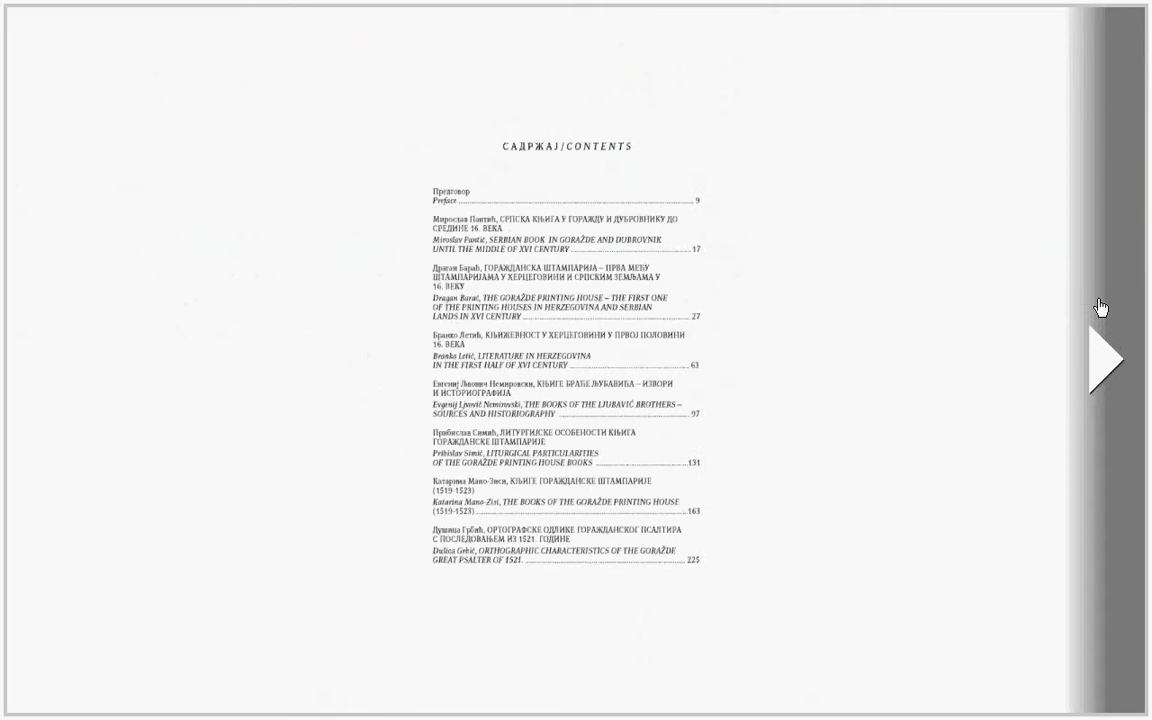 САДРЖАЈ/CONTENTS
Предговор
Preface 9
Мирослав Пантић, СРПСКА КЊИГА У ГОРАЖДУ И ДУБРОВНИКУ ДО
СРЕДИНЕ 16. ВЕКА
Miroslav Pantić, SERBIAN BOOK IN GORAŽDE AND DUBROVNIK
UNTIL THE MIDDLE OF XVI CENTURY 17
Драган Бараћ, ГОРАЖДАНСКА ШТАМПАРИЈА – ПРВА МЕЂУ
ШТАМПАРИЈАМА У ХЕРЦЕГОВИНИ И СРПСКИМ ЗЕМЉАМА У
16. ВЕКУ
Dragan Barać, THE GORAŽDE PRINTING HOUSE – THE FIRST ONE
OF THE PRINTING HOUSES IN HERZEGOVINA AND SERBIAN
LANDS IN XVI CENTURY 27
Бранко Летић, КЊИЖЕВНОСТ У ХЕРЦЕГОВИНИ У ПРВОЈ ПОЛОВИНИ
16. ВЕКА
Branko Letić, LITERATURE IN HERZEGOVINA
IN THE FIRST HALF OF XVI CENTURY 63
Евгениј Љвович Немировски, КЊИГЕ БРАЋЕ ЉУБАВИЋА – ИЗВОРИ
И ИСТОРИОГРАФИЈА
Evgenij Ljvovič Nemirovski, THE BOOKS OF THE LJUBAVIĆ BROTHERS –
SOURCES AND HISTORIOGRAPHY 97
Прибислав Симић, ЛИТУРГИЈСКЕ ОСОБЕНОСТИ КЊИГА
ГОРАЖДАНСКЕ ШТАМПАРИЈЕ
Pribislav Simić, LITURGICAL PARTICULARITIES
OF THE GORAŽDE PRINTING HOUSE BOOKS 131
Катарина Мано-Зиси, КЊИГЕ ГОРАЖДАНСКЕ ШТАМПАРИЈЕ
(1519-1523)
Katarina Mano-Zisi, THE BOOKS OF THE GORAŽDE PRINTING HOUSE
(1519-1523) 163
Душица Грбић, ОРТОГРАФСКЕ ОДЛИКЕ ГОРАЖДАНСКОГ ПСАЛТИРА
С ПОСЛЕДОВАЊЕМ ИЗ 1521. ГОДИНЕ
Dušica Grbić, ORTHOGRAPHIC CHARACTERISTICS OF THE GORAŽDE
GREAT PSALTER OF 1521. 225